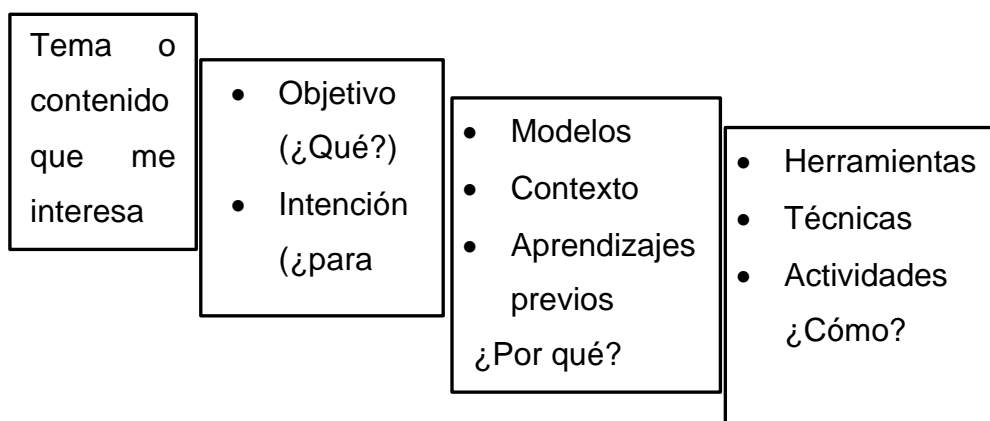 Tema o
contenido
que me
interesa
• Objetivo
(¿Qué?)
• Intención
(¿para
• Modelos
• Contexto
• Aprendizajes
previos
¿Por qué?
• Herramientas
• Técnicas
• Actividades
¿Cómo?